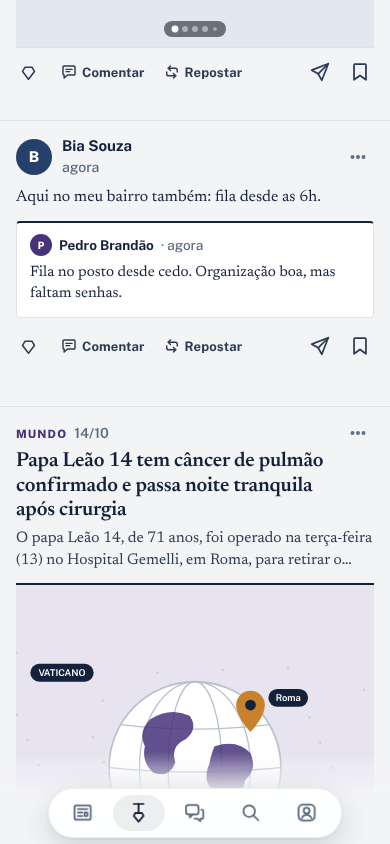 Comentar
Repostar
B
Bia Souza
agora
Aqui no meu bairro também: fila desde as 6h.
P
Pedro Brandão · agora
Fila no posto desde cedo. Organização boa, mas
faltam senhas.
Comentar
Repostar
MUNDO 14/10
Papa Leão 14 tem câncer de pulmão
confirmado e passa noite tranquila
após cirurgia
O papa Leão 14, de 71 anos, foi operado na terça-feira
(13) no Hospital Gemelli, em Roma, para retirar o…
VATICANO
Roma